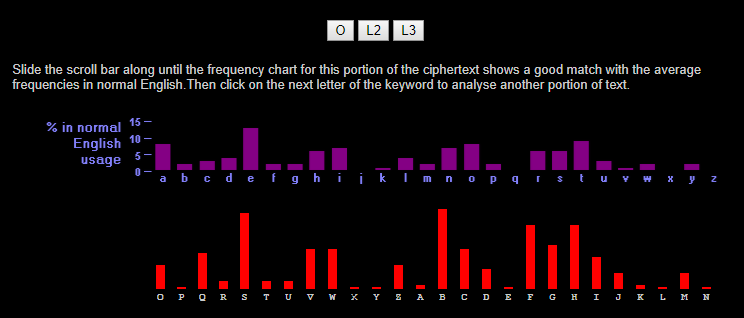 O L2 L3
Slide the scroll bar along until the frequency chart for this portion of the ciphertext shows a good match with the average
frequencies in normal English.Then click on the next letter of the keyword to analyse another portion of text.
% in normal
English
usage
15
10
5
0
a b c d e f g h i j k l m n o p q r s t u v w x y z
O P Q R S T U V W X Y Z A B C D E F G H I J K L M N